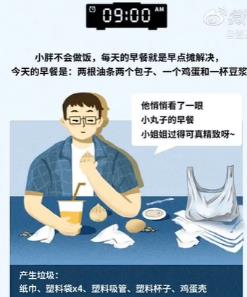 09:00 AM
小胖不会做饭，每天的早餐就是早点摊解决，
今天的早餐是：两根油条两个包子、一个鸡蛋和一杯豆浆
他悄悄看了一眼
小丸子的早餐
小姐姐过得可真精致呀~
产生垃圾：
纸巾、塑料袋x4、塑料吸管、塑料杯子、鸡蛋壳